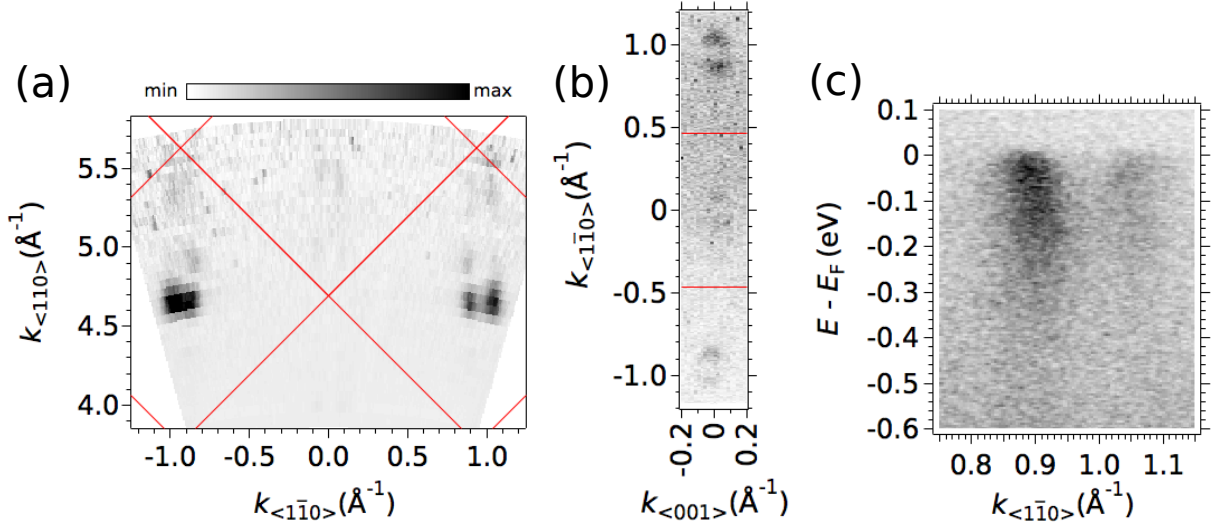 (a)
min
max
k<110>(Å⁻¹)
5.5
5.0
4.5
4.0
-1.0
-0.5
0.0
0.5
1.0
k<11̅0>(Å⁻¹)
(b)
k<11̅0>(Å⁻¹)
1.0
0.5
0
-0.5
-1.0
-0.2
0
0.2
k<001>(Å⁻¹)
(c)
E - EF (eV)
0.1
0
-0.1
-0.2
-0.3
-0.4
-0.5
-0.6
0.8
0.9
1.0
1.1
k<11̅0>(Å⁻¹)